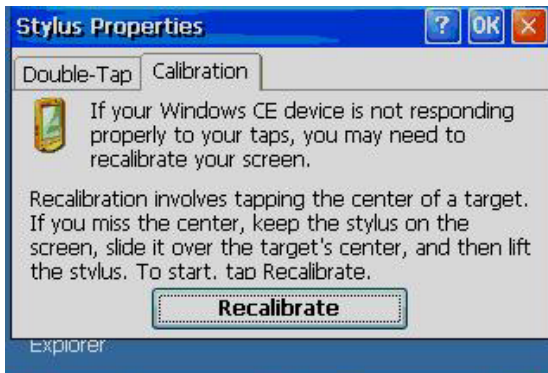 Stylus Properties ? OK ×
Double-Tap Calibration
If your Windows CE device is not responding
properly to your taps, you may need to
recalibrate your screen.
Recalibration involves tapping the center of a target.
If you miss the center, keep the stylus on the
screen, slide it over the target's center, and then lift
the stylus. To start, tap Recalibrate.
Recalibrate
Explorer